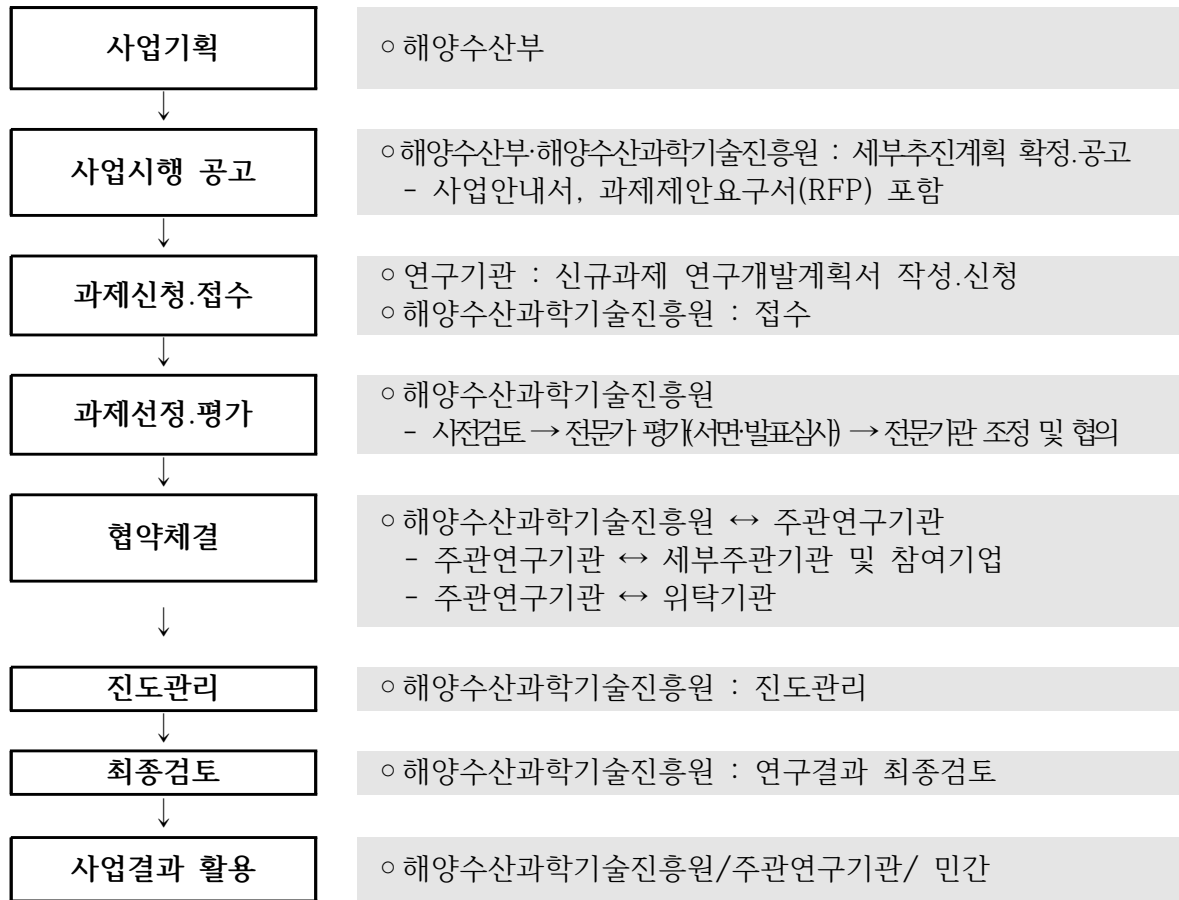 사업기획
○ 해양수산부
↓
사업시행 공고
○ 해양수산부·해양수산과학기술진흥원 : 세부추진계획 확정.공고
- 사업안내서, 과제제안요구서(RFP) 포함
↓
과제신청.접수
○ 연구기관 : 신규과제 연구개발계획서 작성.신청
○ 해양수산과학기술진흥원 : 접수
↓
과제선정.평가
○ 해양수산과학기술진흥원
- 사전검토 → 전문가 평가(서면·발표심사) → 전문기관 조정 및 협의
↓
협약체결
○ 해양수산과학기술진흥원 ↔ 주관연구기관
- 주관연구기관 ↔ 세부주관기관 및 참여기업
- 주관연구기관 ↔ 위탁기관
↓
진도관리
○ 해양수산과학기술진흥원 : 진도관리
↓
최종검토
○ 해양수산과학기술진흥원 : 연구결과 최종검토
↓
사업결과 활용
○ 해양수산과학기술진흥원/주관연구기관/ 민간